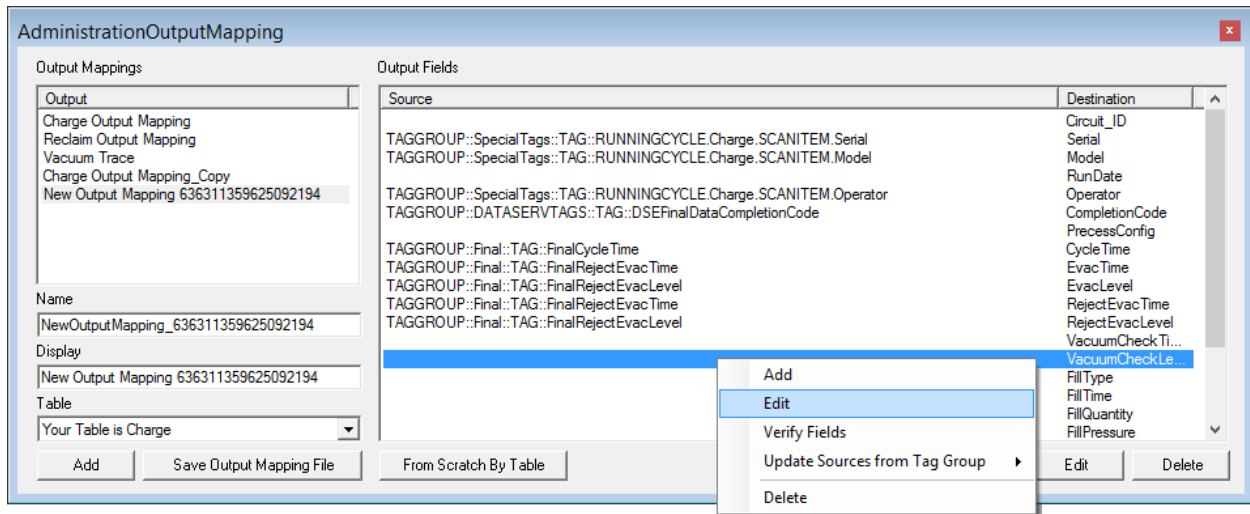 AdministrationOutputMapping
x
Output Mappings
Output
Charge Output Mapping
Reclaim Output Mapping
Vacuum Trace
Charge Output Mapping_Copy
New Output Mapping 636311359625092194
Name
NewOutputMapping_636311359625092194
Display
New Output Mapping 636311359625092194
Table
Your Table is Charge
Add Save Output Mapping File
Output Fields
Source Destination
Circuit_ID
TAGGROUP::SpecialTags::TAG::RUNNINGCYCLE.Charge.SCANITEM.Serial Serial
TAGGROUP::SpecialTags::TAG::RUNNINGCYCLE.Charge.SCANITEM.Model Model
RunDate
TAGGROUP::SpecialTags::TAG::RUNNINGCYCLE.Charge.SCANITEM.Operator Operator
TAGGROUP::DATASERVTAGS::TAG::DSEFinalDataCompletionCode CompletionCode
PrecessConfig
TAGGROUP::Final::TAG::FinalCycleTime CycleTime
TAGGROUP::Final::TAG::FinalRejectEvacTime EvacTime
TAGGROUP::Final::TAG::FinalRejectEvacLevel EvacLevel
TAGGROUP::Final::TAG::FinalRejectEvacTime RejectEvacTime
TAGGROUP::Final::TAG::FinalRejectEvacLevel RejectEvacLevel
VacuumCheckTi...
VacuumCheckLe...
FillType
FillTime
FillQuantity
FillPressure
From Scratch By Table Edit Delete
Add
Edit
Verify Fields
Update Sources from Tag Group
Delete